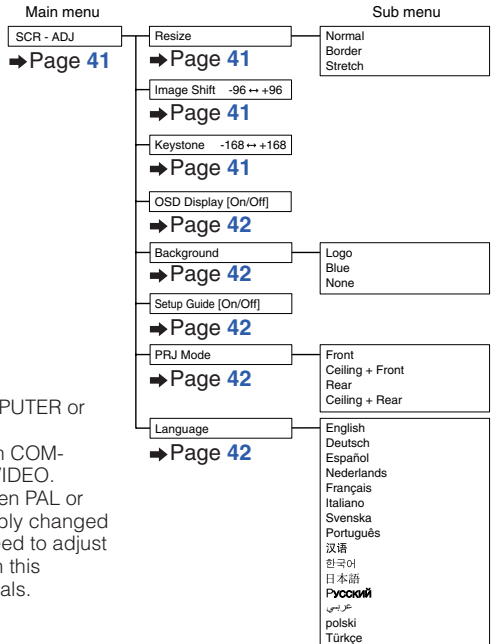 Main menu
Sub menu
SCR - ADJ
➡Page 41
Resize
➡Page 41
Normal
Border
Stretch
Image Shift -96 ↔ +96
➡Page 41
Keystone -168 ↔ +168
➡Page 41
OSD Display [On/Off]
➡Page 42
Background
➡Page 42
Logo
Blue
None
Setup Guide [On/Off]
➡Page 42
PRJ Mode
➡Page 42
Front
Ceiling + Front
Rear
Ceiling + Rear
Language
➡Page 42
English
Deutsch
Español
Nederlands
Français
Italiano
Svenska
Português
汉语
한국어
日本語
Русский
عربي
polski
Türkçe
PUTER or
n COM-
VIDEO.
en PAL or
bly changed
eed to adjust
n this
als.